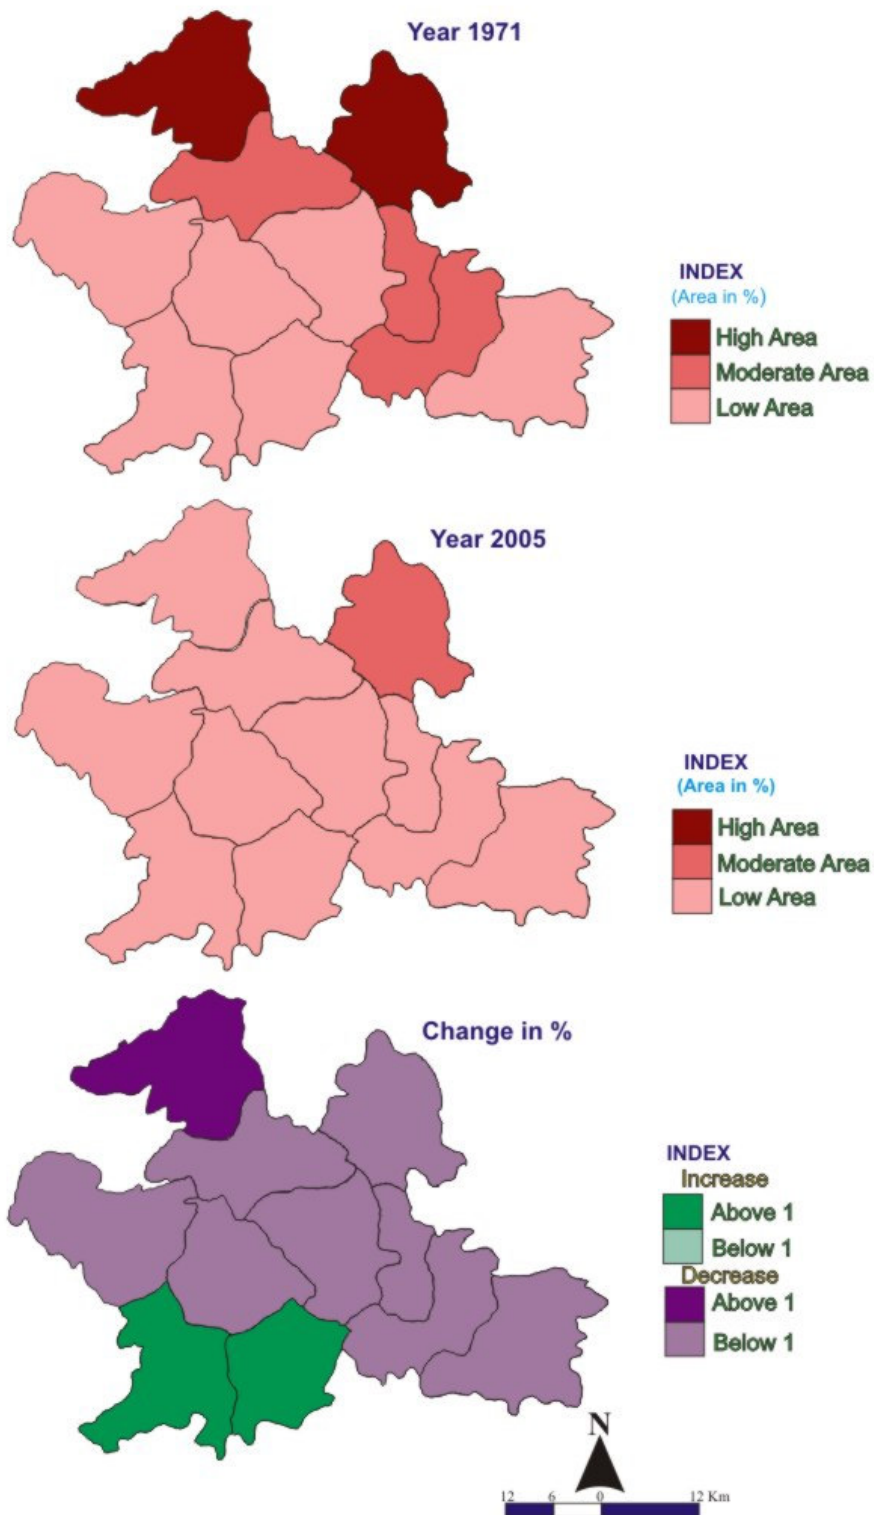 Year 1971
INDEX
(Area in %)
High Area
Moderate Area
Low Area
Year 2005
INDEX
(Area in %)
High Area
Moderate Area
Low Area
Change in %
INDEX
Increase
Above 1
Below 1
Decrease
Above 1
Below 1
N
12 6 0 12 Km